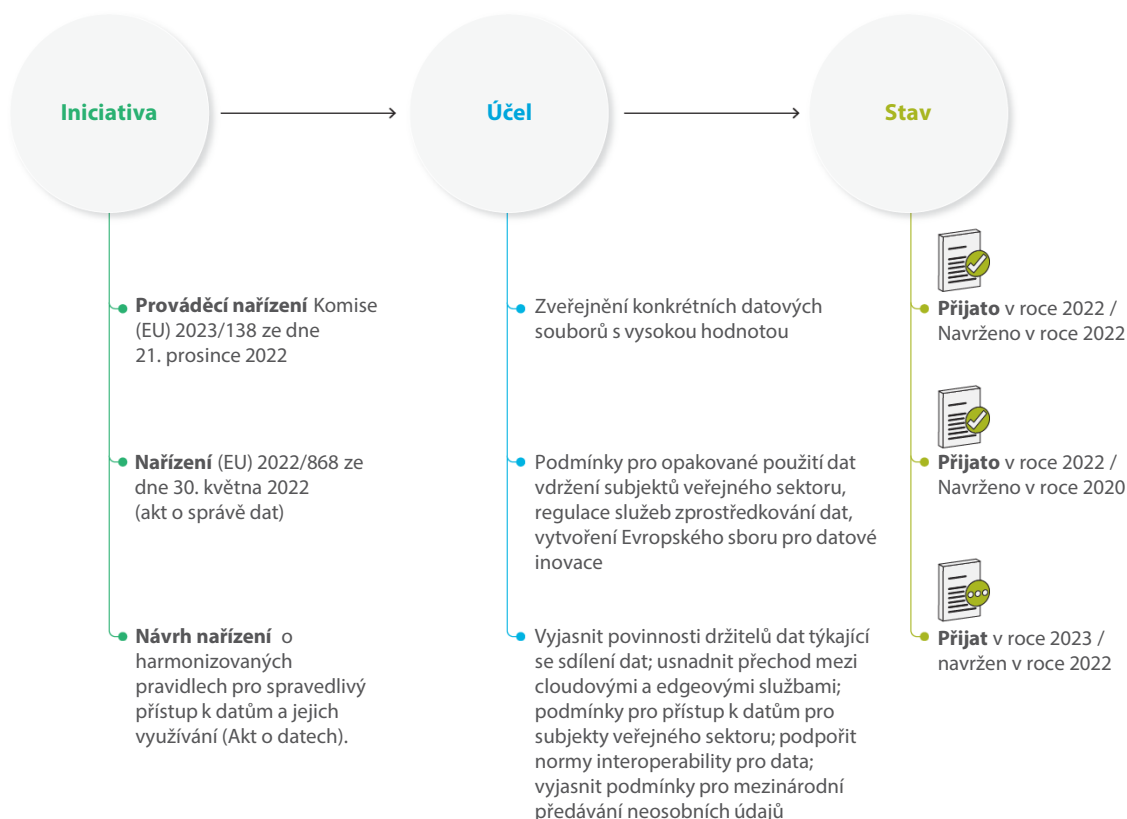 Iniciativa
Účel
Stav
Prováděcí nařízení Komise
(EU) 2023/138 ze dne
21. prosince 2022
Zveřejnění konkrétních datových
souborů s vysokou hodnotou
Přijato v roce 2022 /
Navrženo v roce 2022
Nařízení (EU) 2022/868 ze
dne 30. května 2022
(akt o správě dat)
Podmínky pro opakované použití dat
vdržení subjektů veřejného sektoru,
regulace služeb zprostředkování dat,
vytvoření Evropského sboru pro datové
inovace
Přijato v roce 2022 /
Navrženo v roce 2020
Návrh nařízení o
harmonizovaných
pravidlech pro spravedlivý
přístup k datům a jejich
využívání (Akt o datech).
Vyjasnit povinnosti držitelů dat týkající
se sdílení dat; usnadnit přechod mezi
cloudovými a edgeovými službami;
podmínky pro přístup k datům pro
subjekty veřejného sektoru; podpořit
normy interoperability pro data;
vyjasnit podmínky pro mezinárodní
předávání neosobních údajů
Přijat v roce 2023 /
navržen v roce 2022